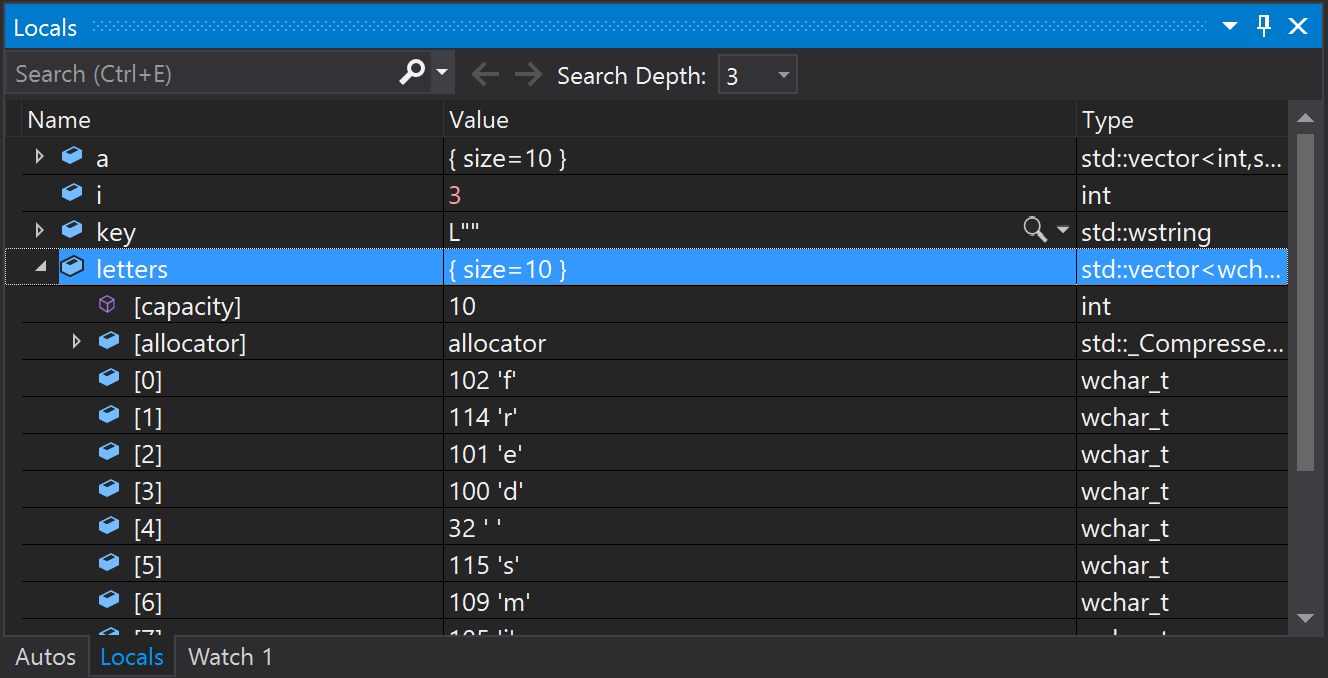 Locals
Search (Ctrl+E) Search Depth: 3
Name Value Type
a { size=10 } std::vector<int,s...
i 3 int
key L"" std::wstring
letters { size=10 } std::vector<wch...
[capacity] 10 int
[allocator] allocator std::_Compresse...
[0] 102 'f' wchar_t
[1] 114 'r' wchar_t
[2] 101 'e' wchar_t
[3] 100 'd' wchar_t
[4] 32 ' ' wchar_t
[5] 115 's' wchar_t
[6] 109 'm' wchar_t
Autos Locals Watch 1